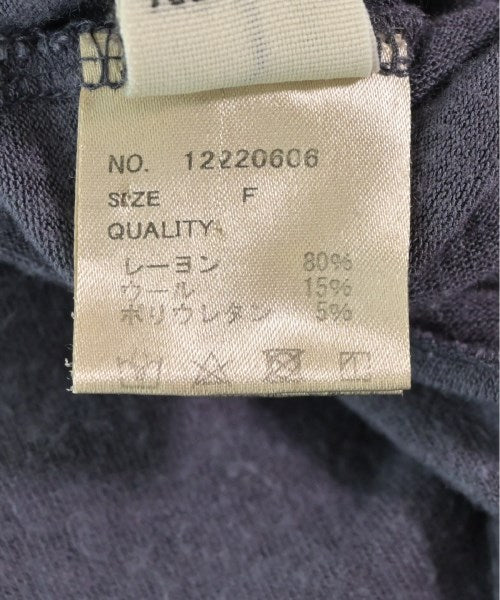 NO. 12220606
SIZE F
QUALITY
レーヨン 80%
ウール 15%
ポリウレタン 5%